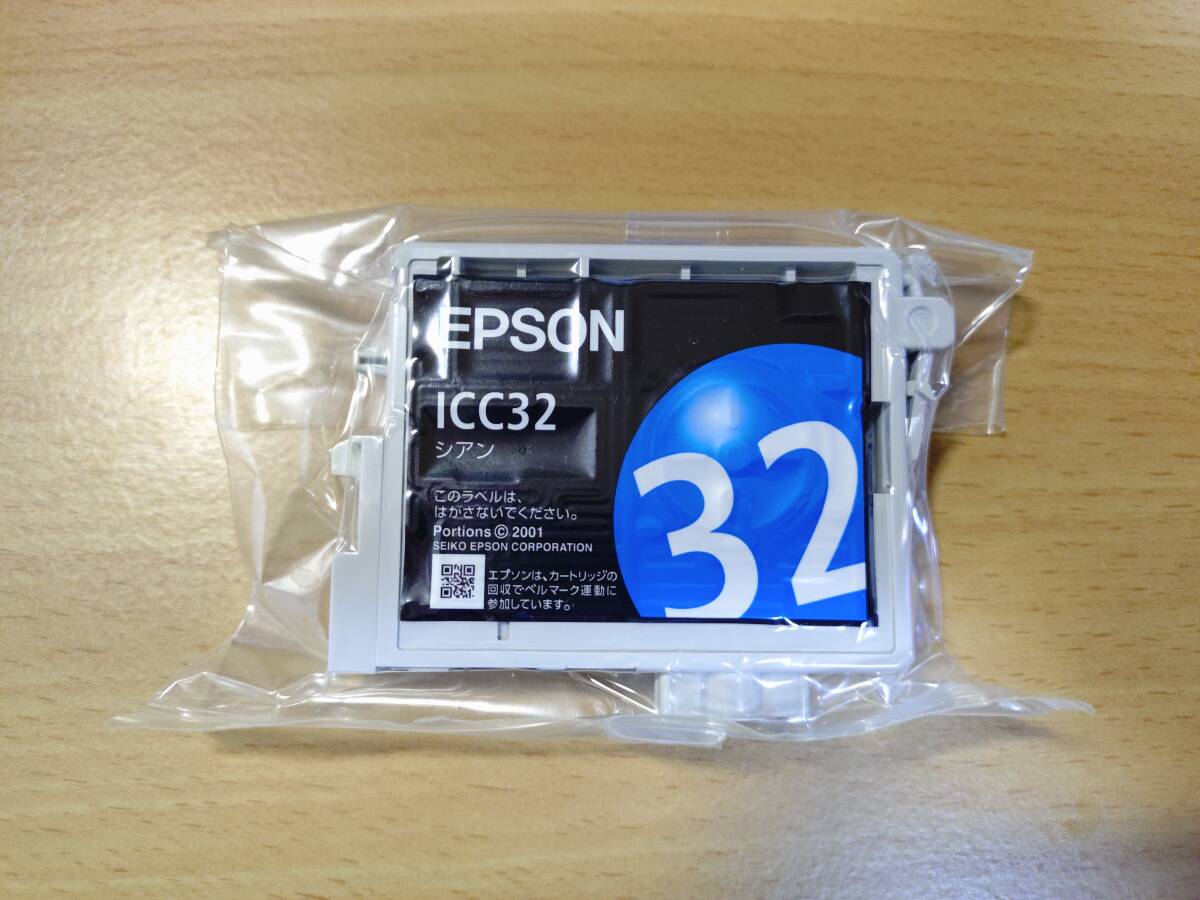 EPSON
ICC32
シアン
このラベルは、
はがさないでください。
Portions © 2001
SEIKO EPSON CORPORATION
エプソンは、カートリッジの
回収でベルマーク運動に
参加しています。
32